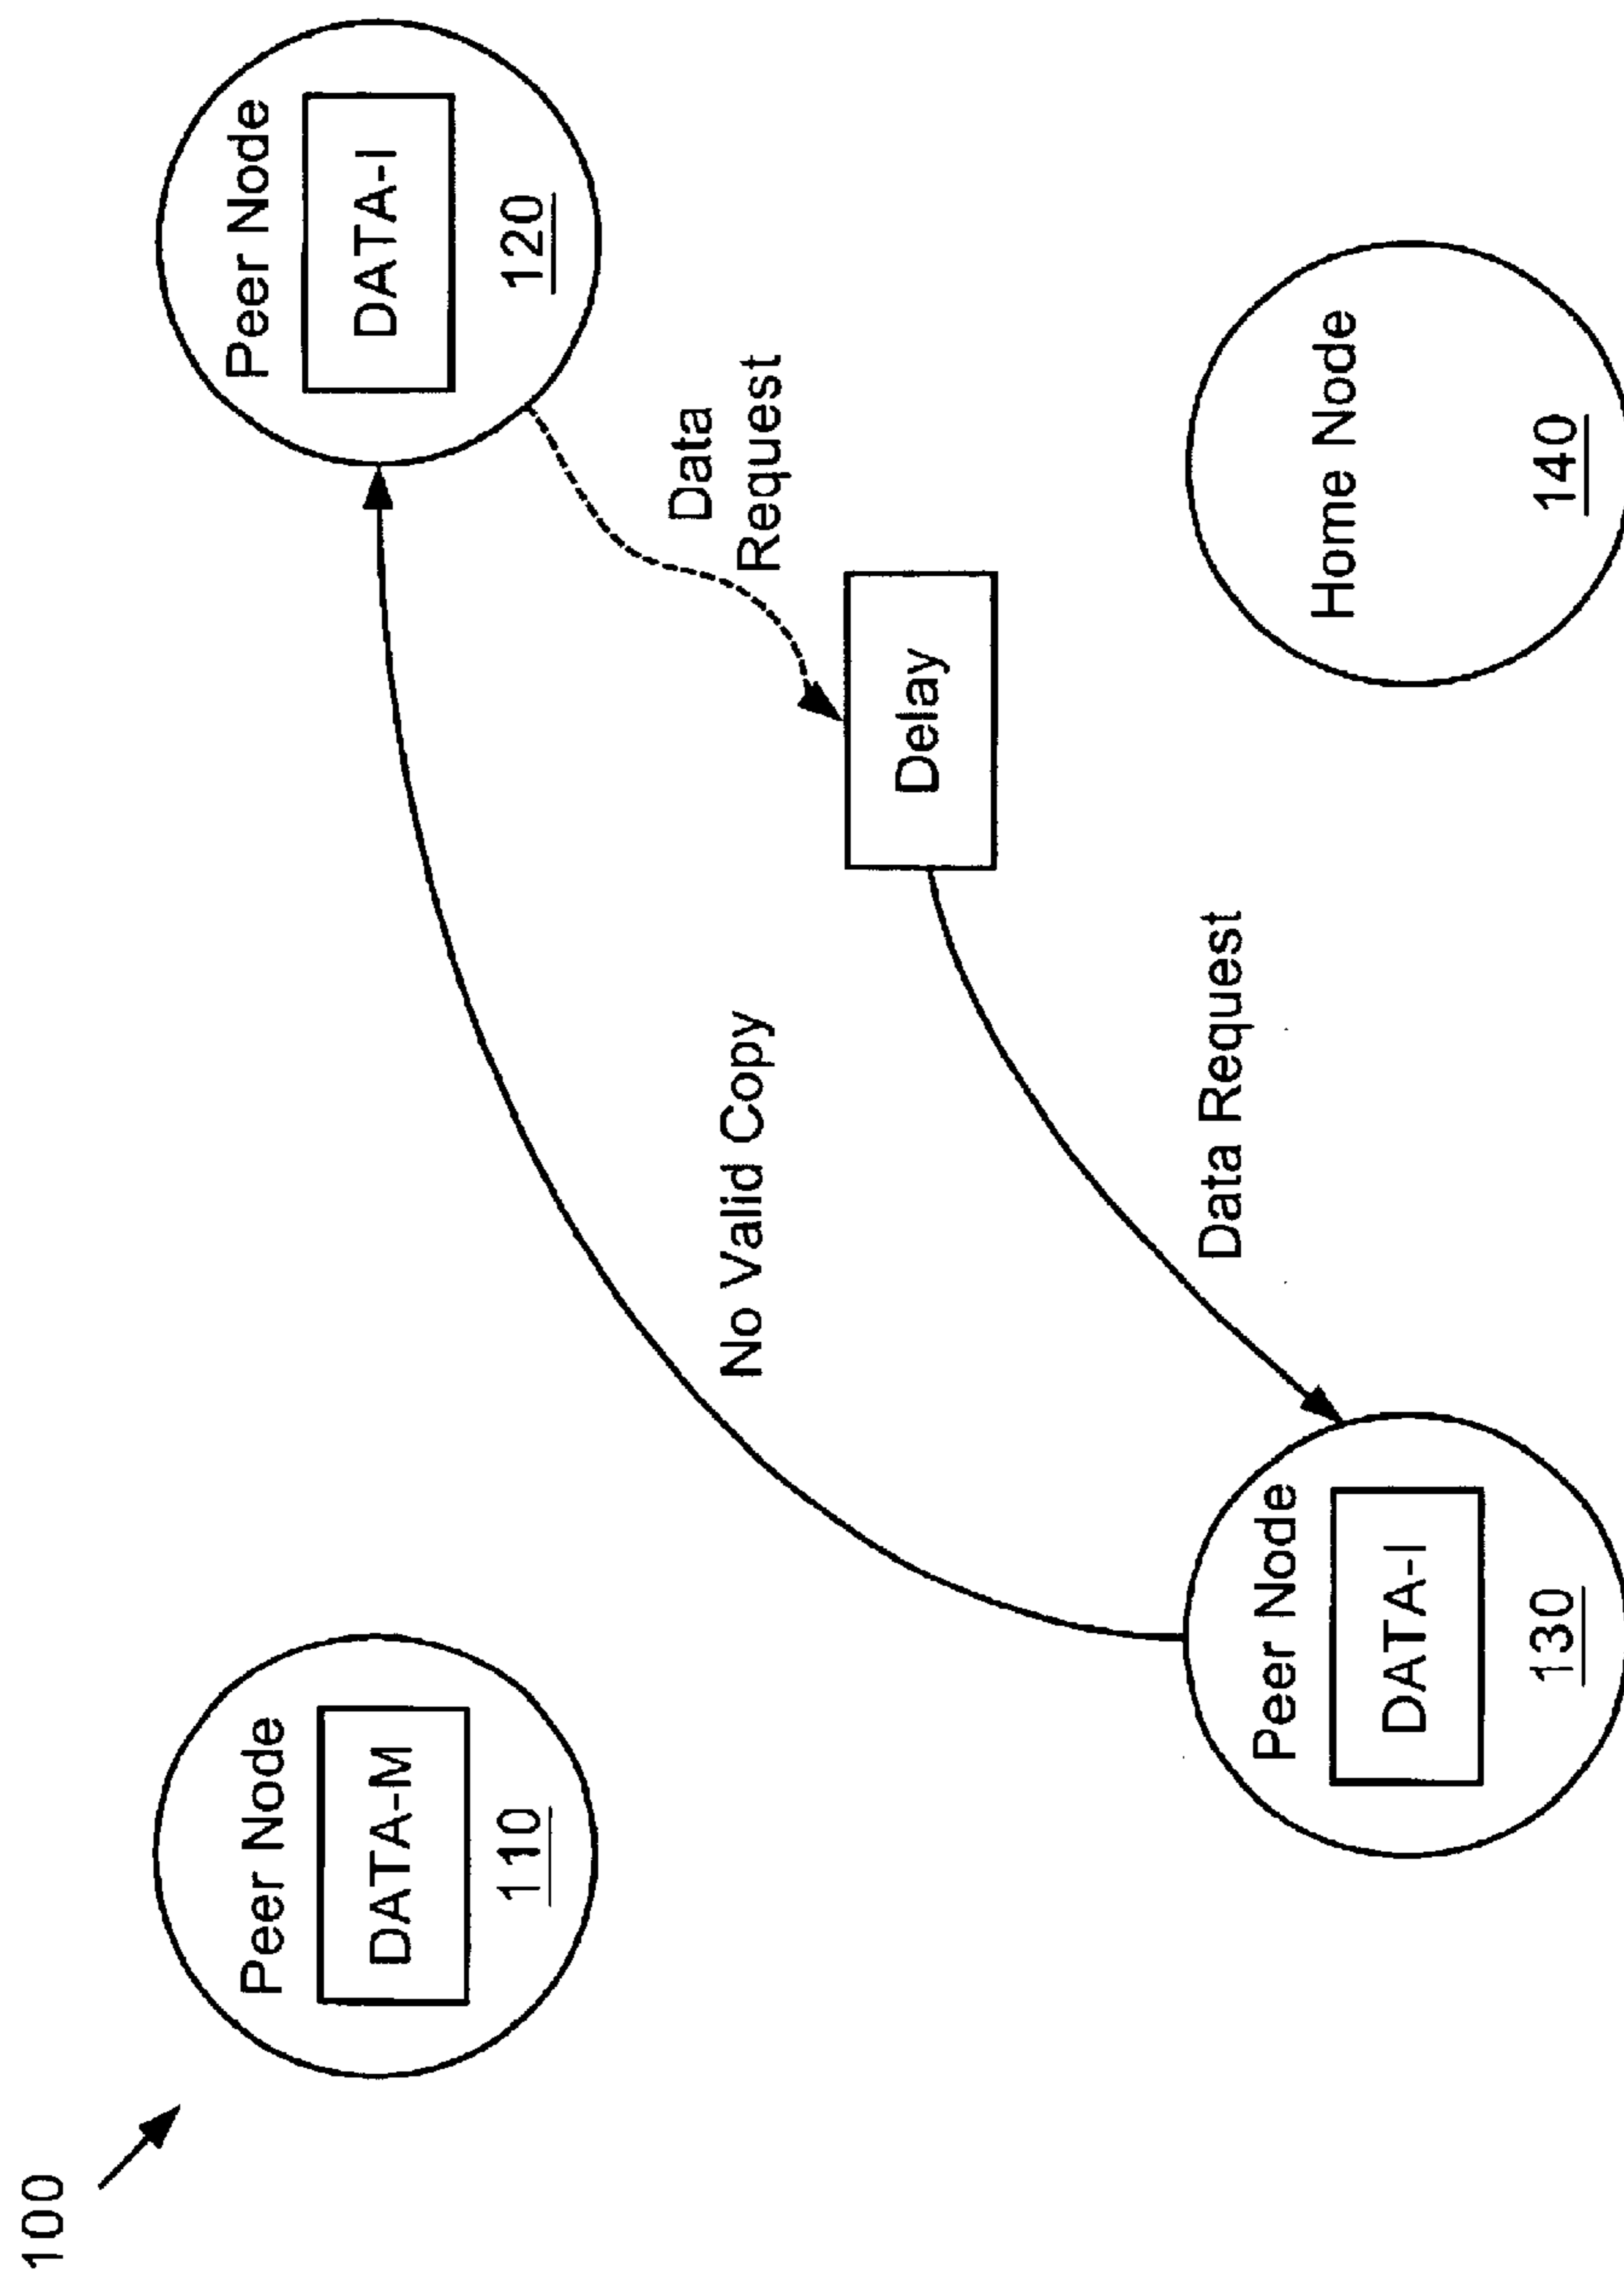 100
Peer Node
DATA-M
110
Peer Node
DATA-I
120
No Valid Copy
Data
Request
Delay
Data Request
Peer Node
DATA-I
130
Home Node
140